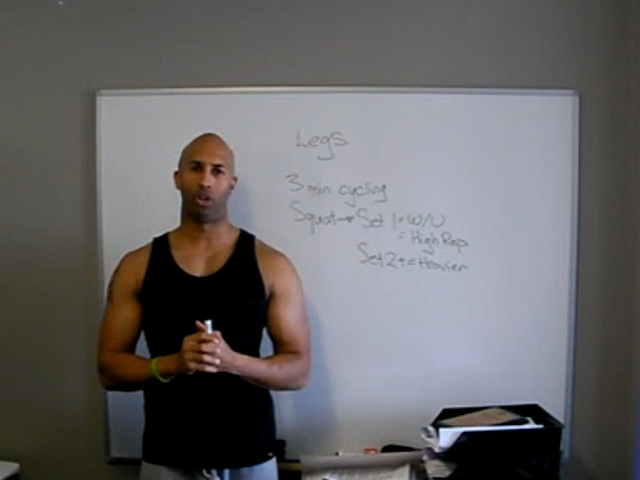 Legs
3 min cycling
Squat → Set 1 = W/U
= High Rep
Set 2+ = Heavier